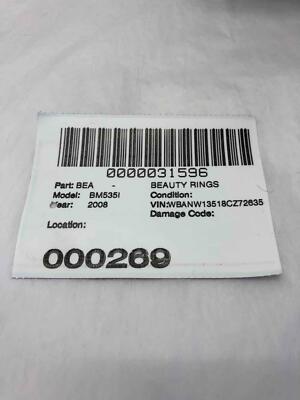 0000031596
Part: BEA - BEAUTY RINGS
Model: BM535I Condition:
Year: 2008 VIN:WBANW13518CZ72635
Damage Code:
Location:
000269